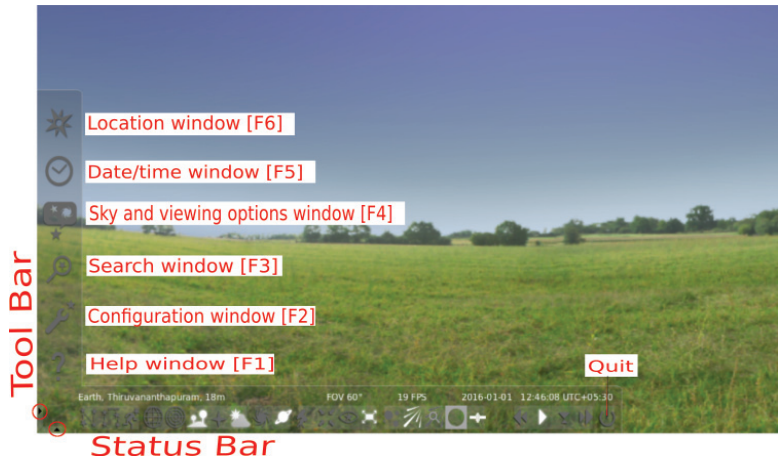 Location window [F6]
Date/time window [F5]
Sky and viewing options window [F4]
Search window [F3]
Configuration window [F2]
Help window [F1]
Tool Bar
Quit
Earth, Thiruvananthapuram, 18m FOV 60° 19 FPS 2016-01-01 12:46:08 UTC+05:30
Status Bar